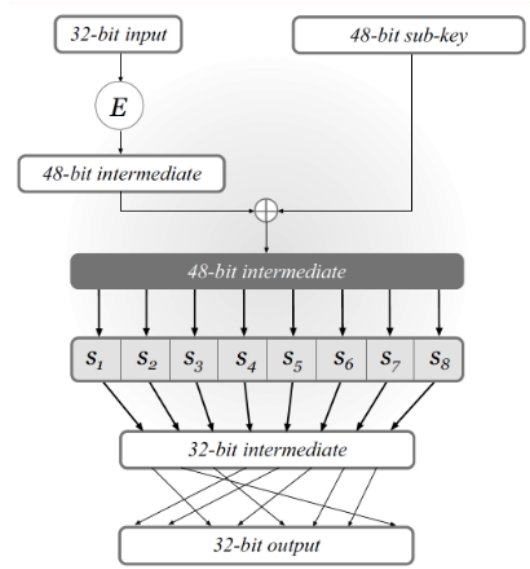 32-bit input
48-bit sub-key
E
48-bit intermediate
48-bit intermediate
S1 S2 S3 S4 S5 S6 S7 S8
32-bit intermediate
32-bit output